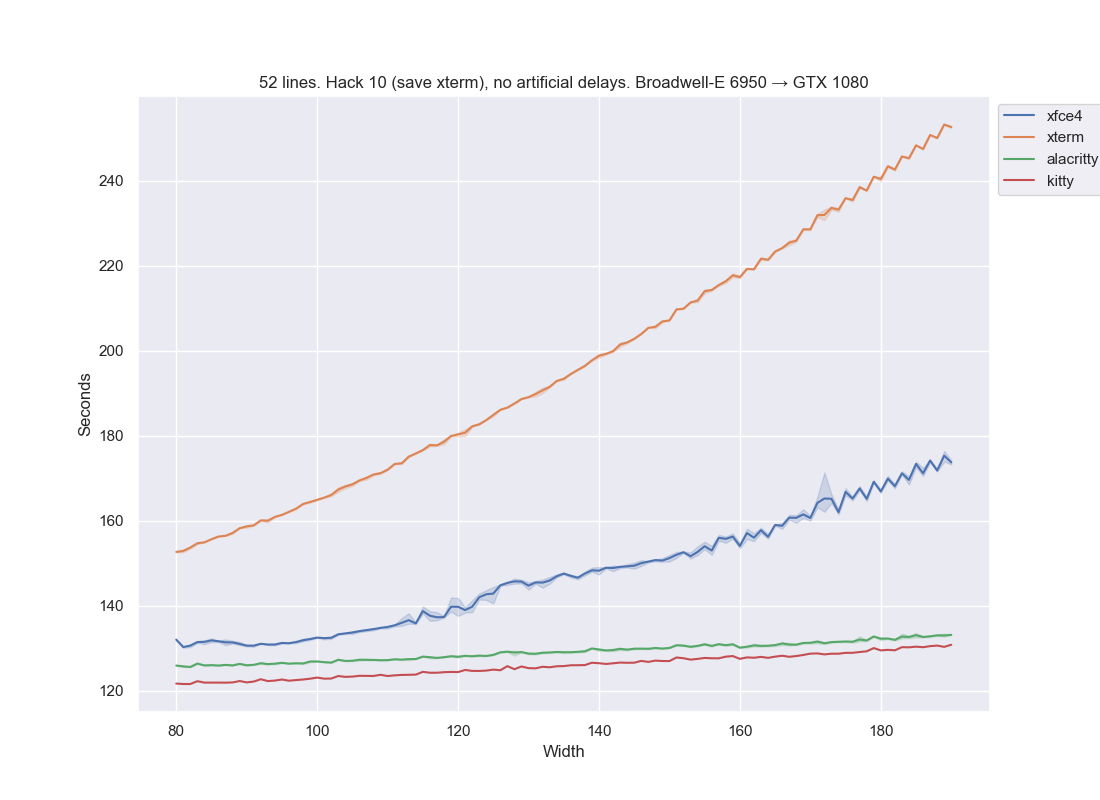 52 lines. Hack 10 (save xterm), no artificial delays. Broadwell-E 6950 → GTX 1080
xfce4
xterm
alacritty
kitty
Seconds
240
220
200
180
160
140
120
80 100 120 140 160 180
Width